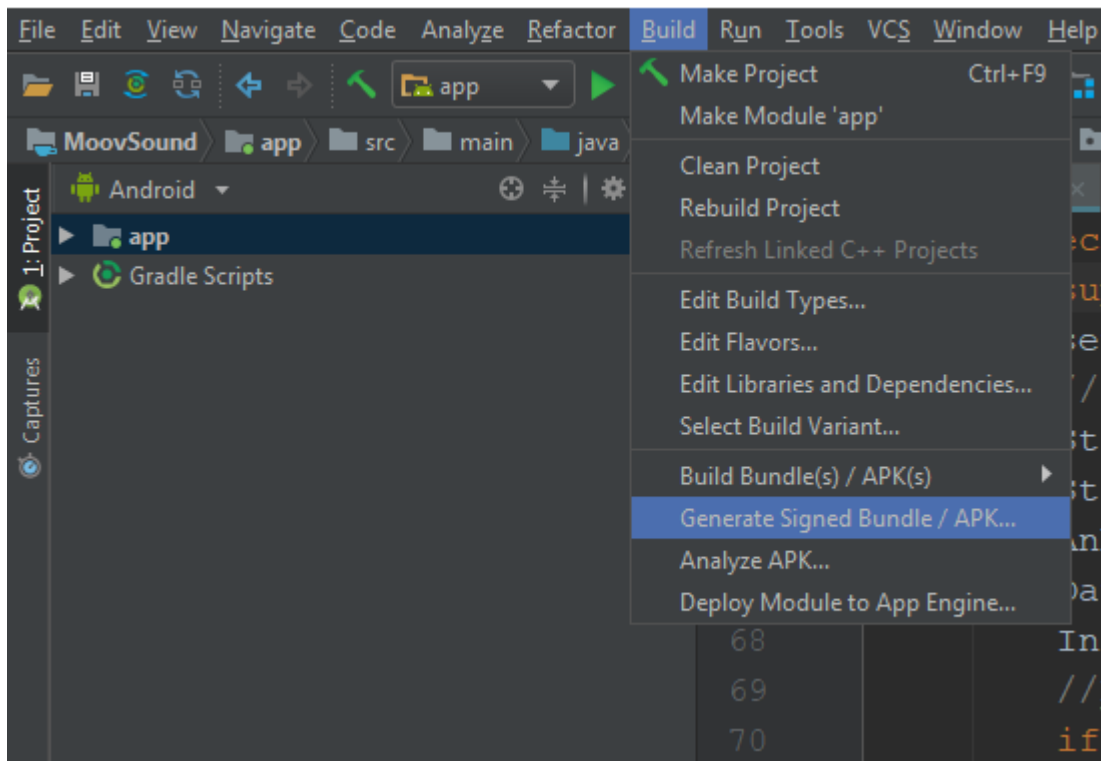 File Edit View Navigate Code Analyze Refactor Build Run Tools VCS Window Help
app
MoovSound app src main java
Android
1: Project
app
Gradle Scripts
Captures
Make Project Ctrl+F9
Make Module 'app'
Clean Project
Rebuild Project
Refresh Linked C++ Projects
Edit Build Types...
Edit Flavors...
Edit Libraries and Dependencies...
Select Build Variant...
Build Bundle(s) / APK(s)
Generate Signed Bundle / APK...
Analyze APK...
Deploy Module to App Engine...
68 In
69 //
70 if